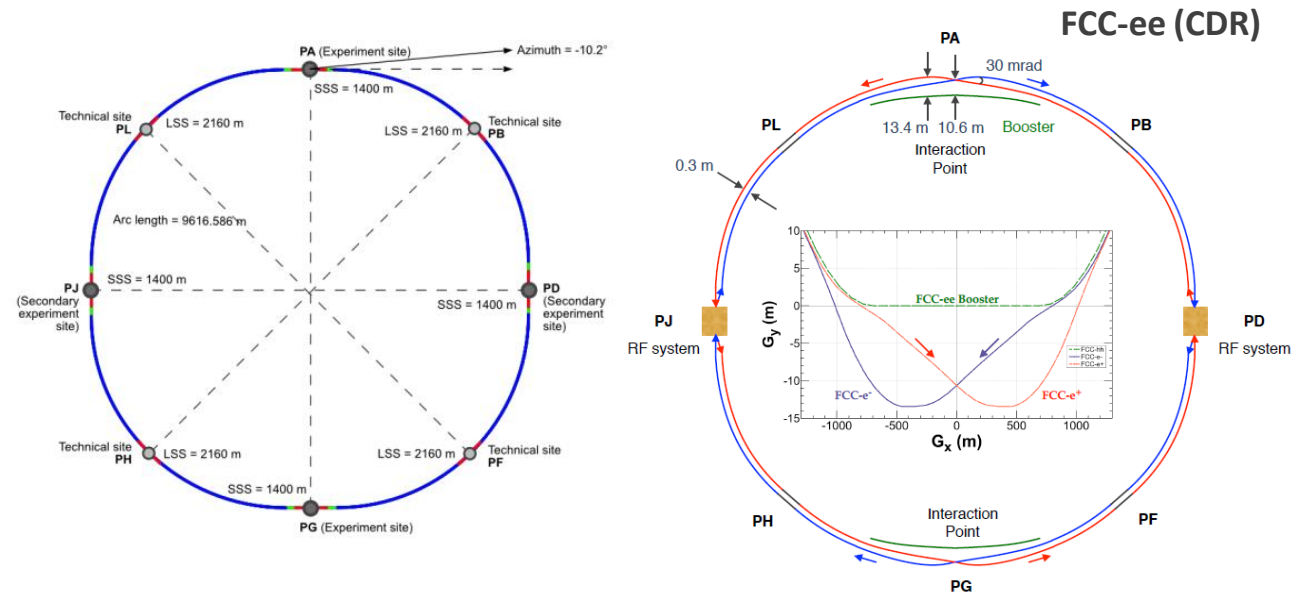 FCC-ee (CDR)
PA (Experiment site)
Azimuth = -10.2°
SSS = 1400 m
Technical site
PL
LSS = 2160 m
LSS = 2160 m
Technical site
PB
Arc length = 9616.586 m
PJ
(Secondary
experiment
site)
SSS = 1400 m
SSS = 1400 m
PD
(Secondary
experiment
site)
Technical site
PH
LSS = 2160 m
LSS = 2160 m
Technical site
PF
SSS = 1400 m
PG (Experiment site)
PA
30 mrad
PL
13.4 m
10.6 m
Booster
PB
Interaction
Point
0.3 m
10
5
0
-5
-10
-15
Gy (m)
FCC-ee Booster
FCC-hh
FCC-e-
FCC-e+
FCC-e-
FCC-e+
-1000
-500
0
500
1000
Gx (m)
PJ
RF system
PD
RF system
PH
Interaction
Point
PF
PG